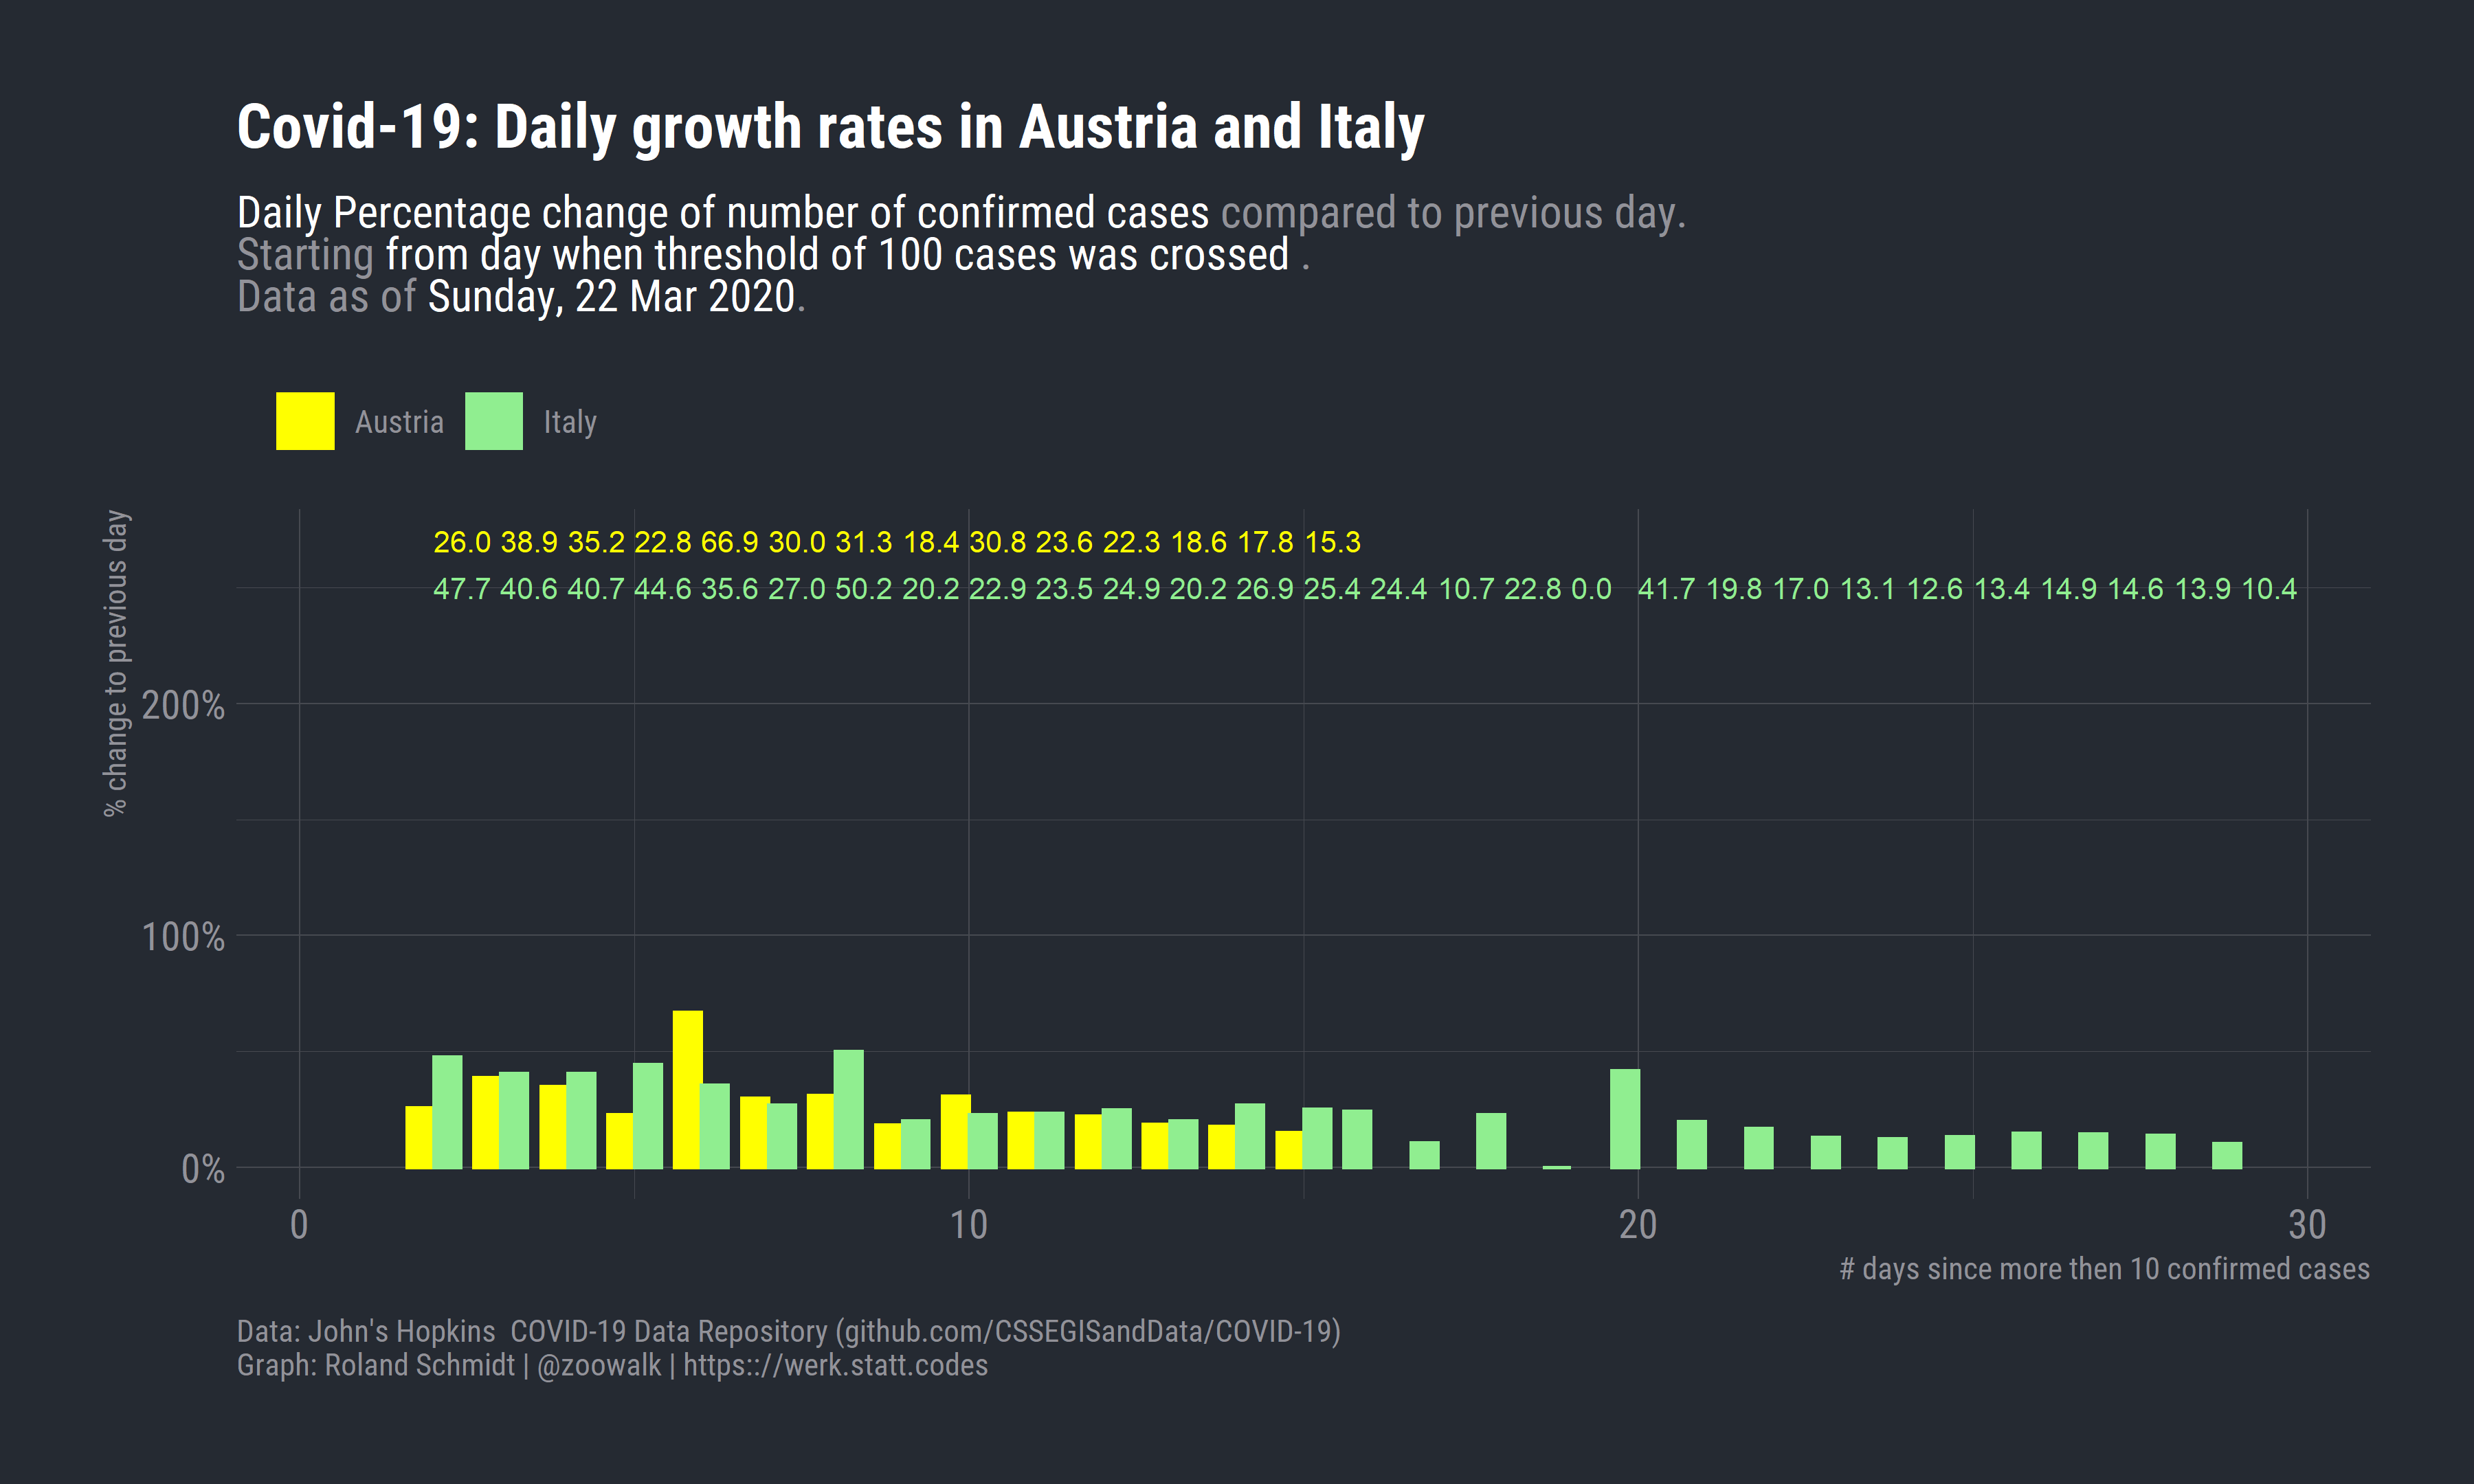 Covid-19: Daily growth rates in Austria and Italy
Daily Percentage change of number of confirmed cases compared to previous day.
Starting from day when threshold of 100 cases was crossed .
Data as of Sunday, 22 Mar 2020.
Austria Italy
% change to previous day
26.0 38.9 35.2 22.8 66.9 30.0 31.3 18.4 30.8 23.6 22.3 18.6 17.8 15.3
47.7 40.6 40.7 44.6 35.6 27.0 50.2 20.2 22.9 23.5 24.9 20.2 26.9 25.4 24.4 10.7 22.8 0.0 41.7 19.8 17.0 13.1 12.6 13.4 14.9 14.6 13.9 10.4
200%
100%
0%
0 10 20 30
# days since more then 10 confirmed cases
Data: John's Hopkins  COVID-19 Data Repository (github.com/CSSEGISandData/COVID-19)
Graph: Roland Schmidt | @zoowalk | https:://werk.statt.codes